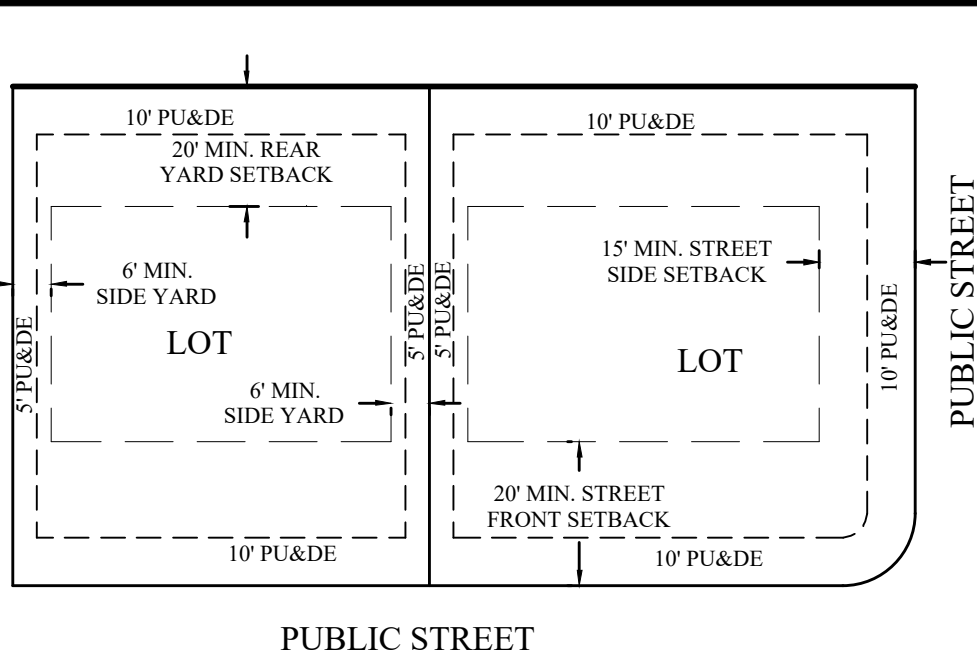 10' PU&DE
10' PU&DE
20' MIN. REAR
YARD SETBACK
6' MIN.
SIDE YARD
15' MIN. STREET
SIDE SETBACK
PUBLIC STREET
5' PU&DE
5' PU&DE
5' PU&DE
10' PU&DE
LOT
LOT
6' MIN.
SIDE YARD
20' MIN. STREET
FRONT SETBACK
10' PU&DE
10' PU&DE
PUBLIC STREET